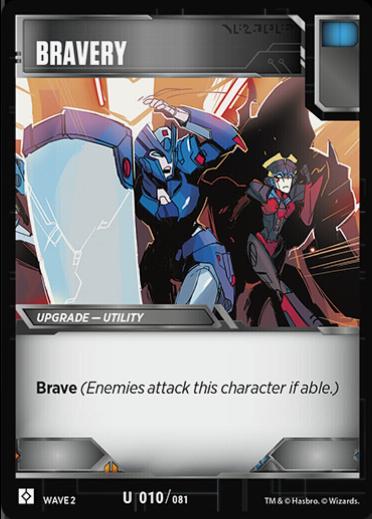 BRAVERY
UPGRADE — UTILITY
Brave (Enemies attack this character if able.)
WAVE 2
U 010/081
TM & © Hasbro. © Wizards.